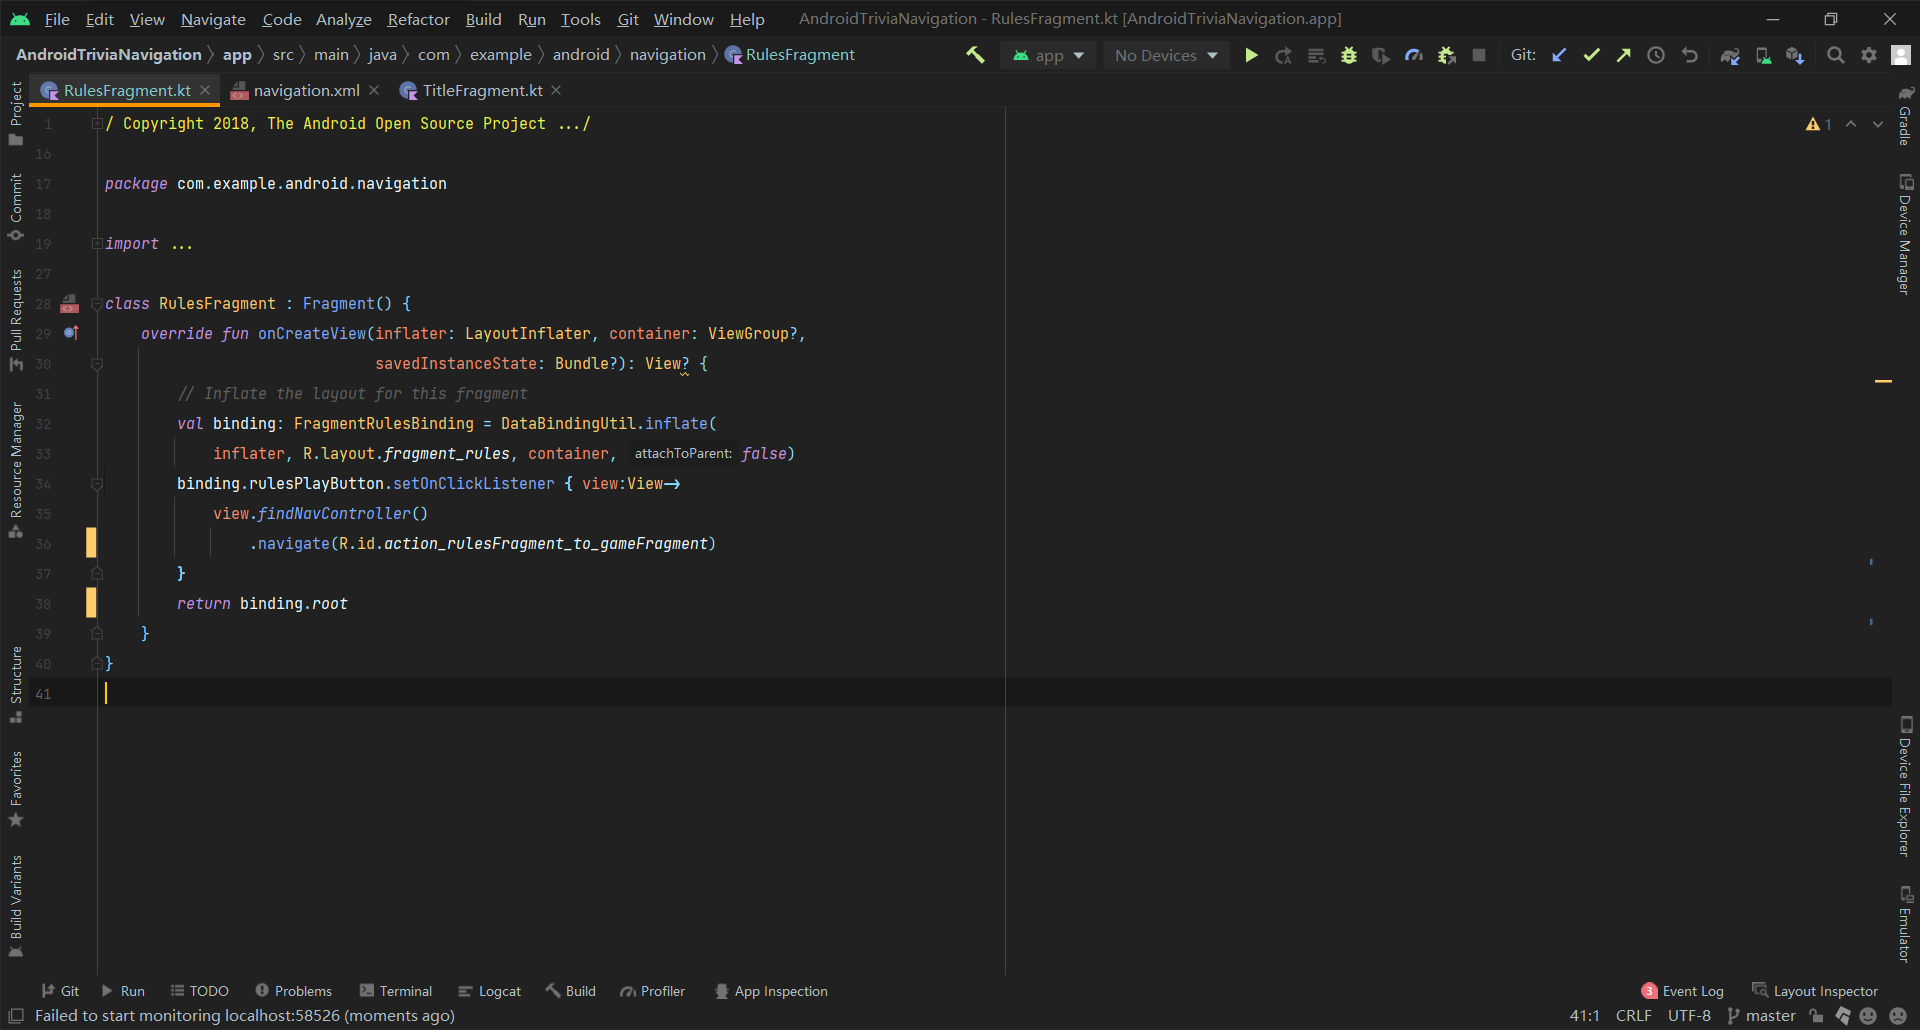 File Edit View Navigate Code Analyze Refactor Build Run Tools Git Window Help AndroidTriviaNavigation - RulesFragment.kt [AndroidTriviaNavigation.app]
AndroidTriviaNavigation app src main java com example android navigation RulesFragment app No Devices Git:
RulesFragment.kt navigation.xml TitleFragment.kt
1 / Copyright 2018, The Android Open Source Project .../
1
16
17 package com.example.android.navigation
18
19 import ...
27
28 class RulesFragment : Fragment() {
29 override fun onCreateView(inflater: LayoutInflater, container: ViewGroup?,
30 savedInstanceState: Bundle?): View? {
31 // Inflate the layout for this fragment
32 val binding: FragmentRulesBinding = DataBindingUtil.inflate(
33 inflater, R.layout.fragment_rules, container, attachToParent: false)
34 binding.rulesPlayButton.setOnClickListener { view:View->
35 view.findNavController()
36 .navigate(R.id.action_rulesFragment_to_gameFragment)
37 }
38 return binding.root
39 }
40 }
41
Project
Commit
Pull Requests
Resource Manager
Structure
Favorites
Build Variants
Gradle
Device Manager
Device File Explorer
Emulator
Git Run TODO Problems Terminal Logcat Build Profiler App Inspection 3 Event Log Layout Inspector
Failed to start monitoring localhost:58526 (moments ago) 41:1 CRLF UTF-8 master